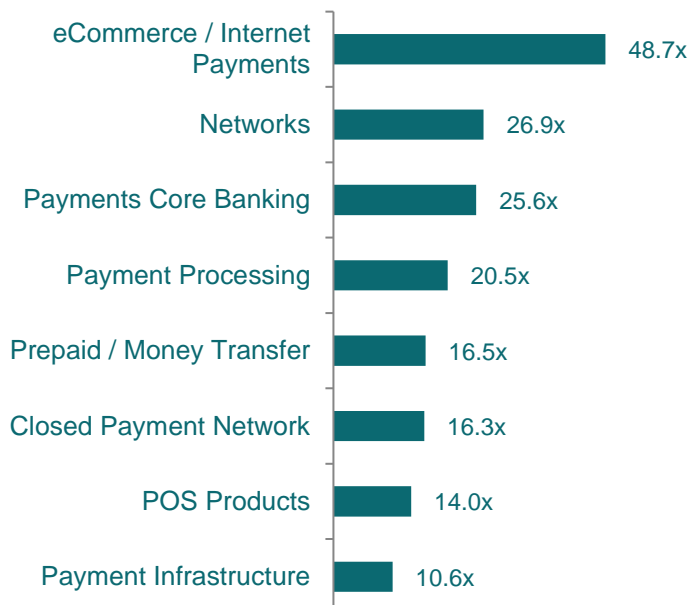 eCommerce / Internet
Payments
48.7x
Networks
26.9x
Payments Core Banking
25.6x
Payment Processing
20.5x
Prepaid / Money Transfer
16.5x
Closed Payment Network
16.3x
POS Products
14.0x
Payment Infrastructure
10.6x